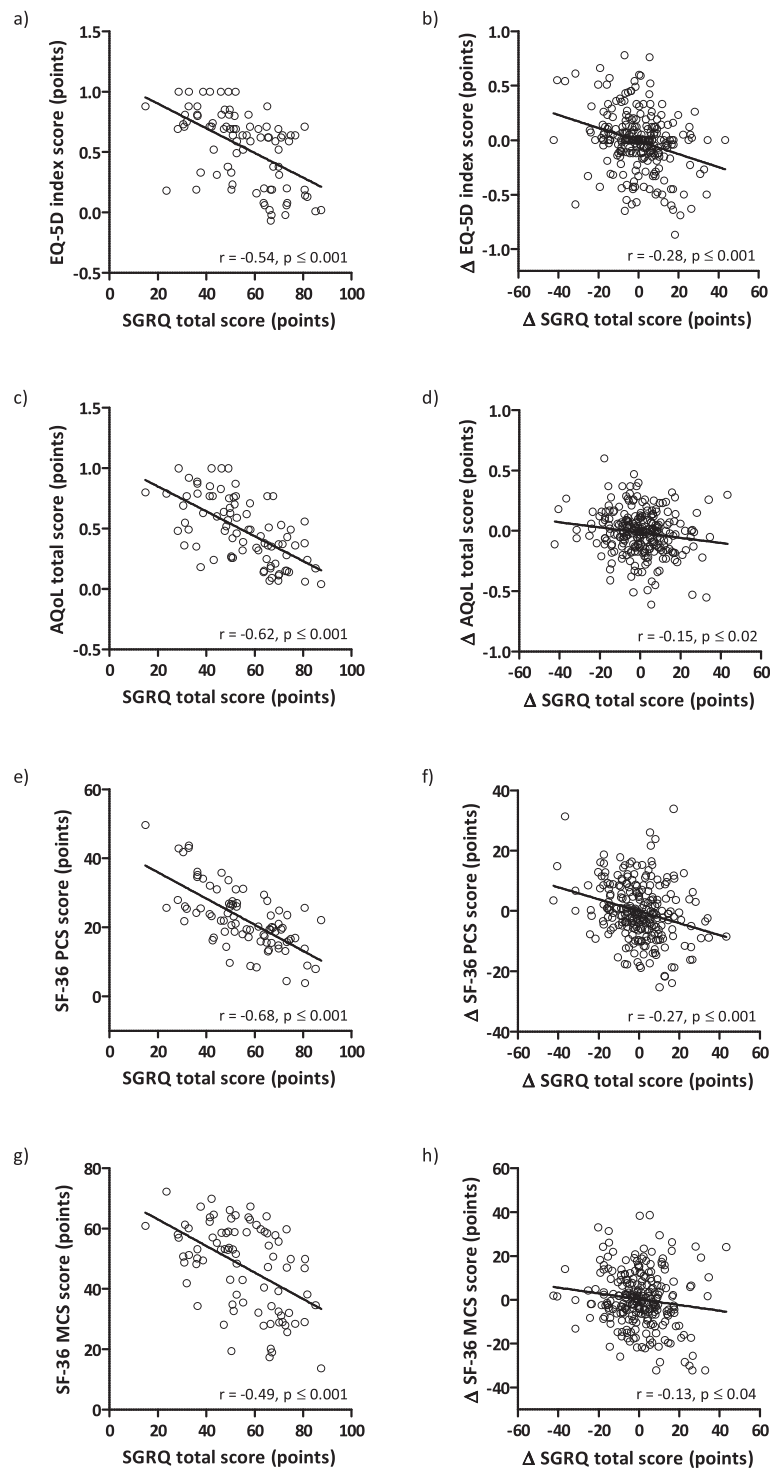 a)
EQ-5D index score (points)
1.5
1.0
0.5
0.0
-0.5
r = -0.54, p ≤ 0.001
0 20 40 60 80 100
SGRQ total score (points)
b)
Δ EQ-5D index score (points)
1.0
0.5
0.0
-0.5
-1.0
r = -0.28, p ≤ 0.001
-60 -40 -20 0 20 40 60
Δ SGRQ total score (points)
c)
AQoL total score (points)
1.5
1.0
0.5
0.0
-0.5
r = -0.62, p ≤ 0.001
0 20 40 60 80 100
SGRQ total score (points)
d)
Δ AQoL total score (points)
1.0
0.5
0.0
-0.5
-1.0
r = -0.15, p ≤ 0.02
-60 -40 -20 0 20 40 60
Δ SGRQ total score (points)
e)
SF-36 PCS score (points)
60
40
20
0
r = -0.68, p ≤ 0.001
0 20 40 60 80 100
SGRQ total score (points)
f)
Δ SF-36 PCS score (points)
40
20
0
-20
-40
r = -0.27, p ≤ 0.001
-60 -40 -20 0 20 40 60
Δ SGRQ total score (points)
g)
SF-36 MCS score (points)
80
60
40
20
0
r = -0.49, p ≤ 0.001
0 20 40 60 80 100
SGRQ total score (points)
h)
Δ SF-36 MCS score (points)
60
40
20
0
-20
-40
r = -0.13, p ≤ 0.04
-60 -40 -20 0 20 40 60
Δ SGRQ total score (points)